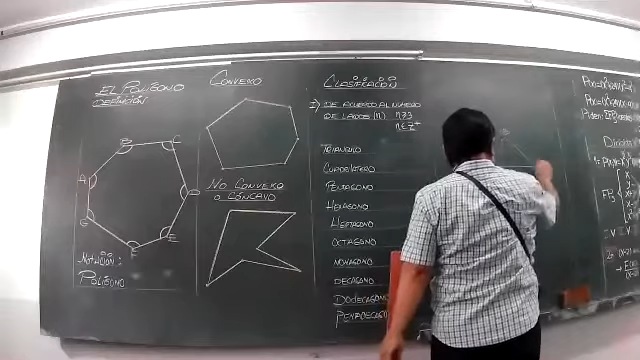 EL POLÍGONO
DEFINICIÓN
B C
A D
G E
F
NOTACIÓN:
POLÍGONO
CONVEXO
NO CONVEXO
O CÓNCAVO
CLASIFICACIÓN
I) DE ACUERDO AL NÚMERO
DE LADOS (n) n≥3
n∈Z⁺
TRIÁNGULO
CUADRILÁTERO
PENTÁGONO
HEXÁGONO
HEPTÁGONO
OCTÁGONO
NONÁGONO
DECÁGONO
DODECÁGONO
PENTADECÁGO
B